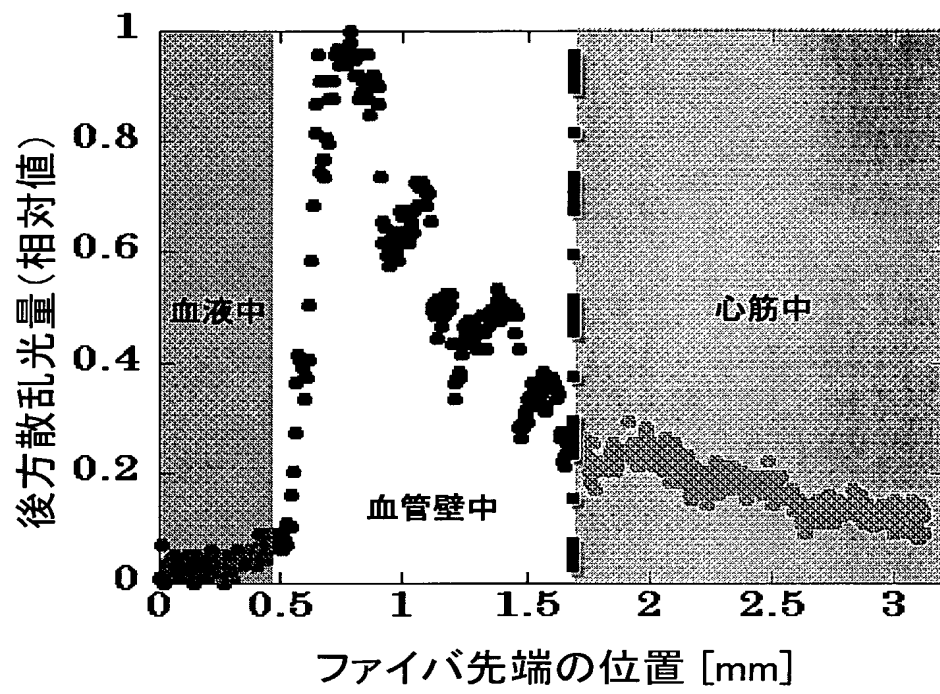 後方散乱光量(相対値)
1
0.8
0.6
0.4
0.2
0
血液中
血管壁中
心筋中
0 0.5 1 1.5 2 2.5 3
ファイバ先端の位置 [mm]